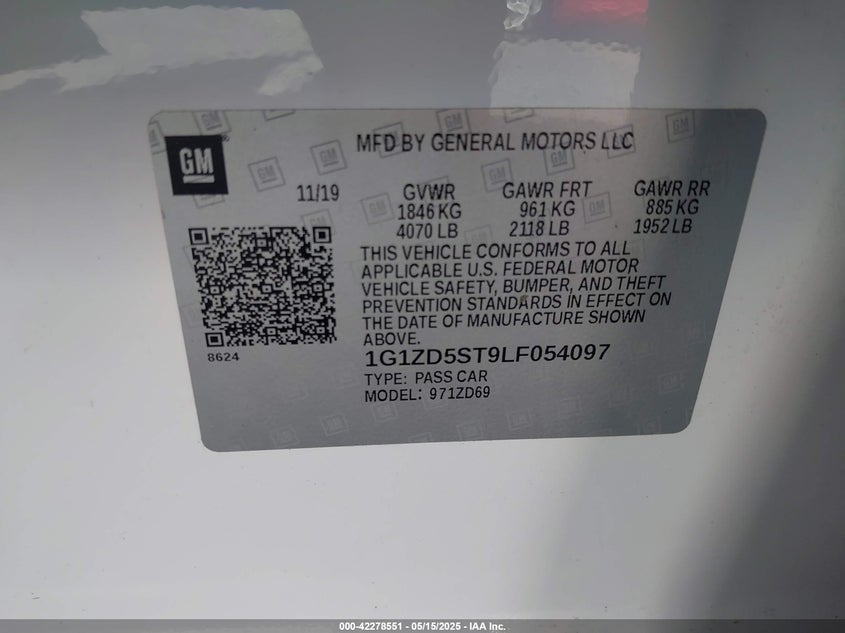 GM
MFD BY GENERAL MOTORS LLC
11/19 GVWR GAWR FRT GAWR RR
1846 KG 961 KG 885 KG
4070 LB 2118 LB 1952 LB
THIS VEHICLE CONFORMS TO ALL
APPLICABLE U.S. FEDERAL MOTOR
VEHICLE SAFETY, BUMPER, AND THEFT
PREVENTION STANDARDS IN EFFECT ON
THE DATE OF MANUFACTURE SHOWN
ABOVE.
8624
1G1ZD5ST9LF054097
TYPE: PASS CAR
MODEL: 971ZD69
000-42278551 — 05/15/2025 - IAA Inc.